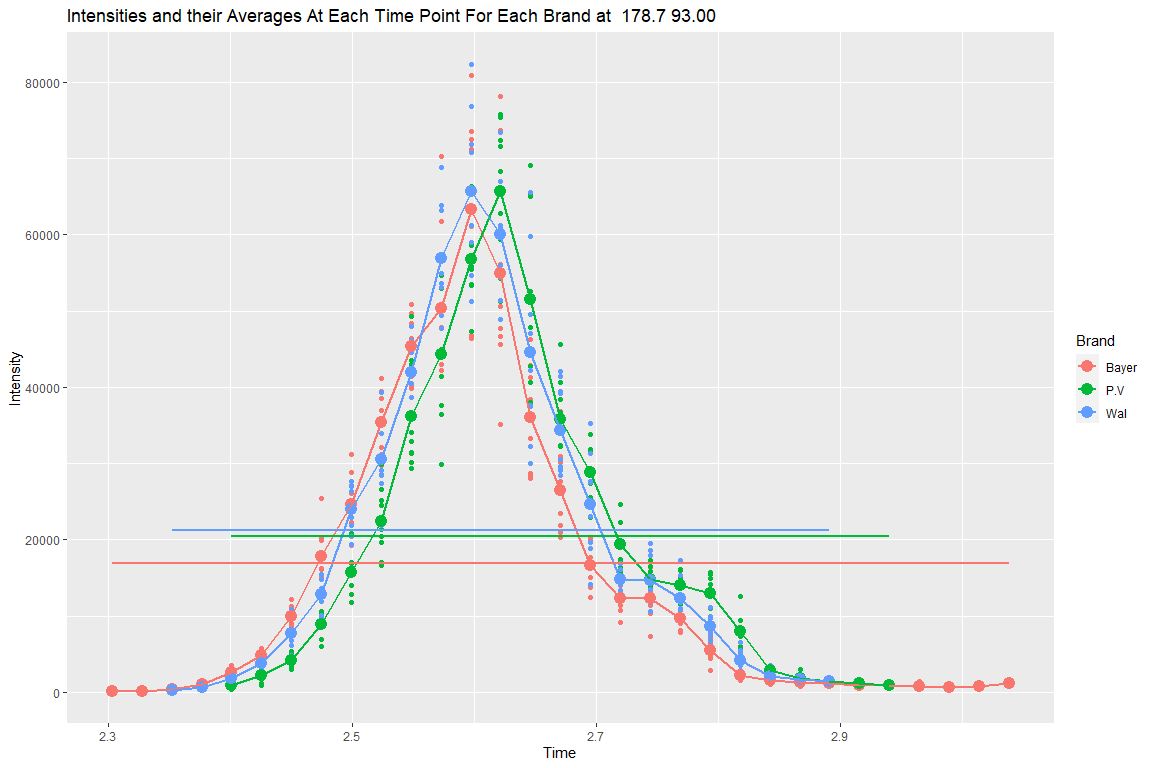 Intensities and their Averages At Each Time Point For Each Brand at  178.7 93.00
80000
60000
40000
20000
0
Intensity
2.3
2.5
2.7
2.9
Time
Brand
Bayer
P.V
Wal